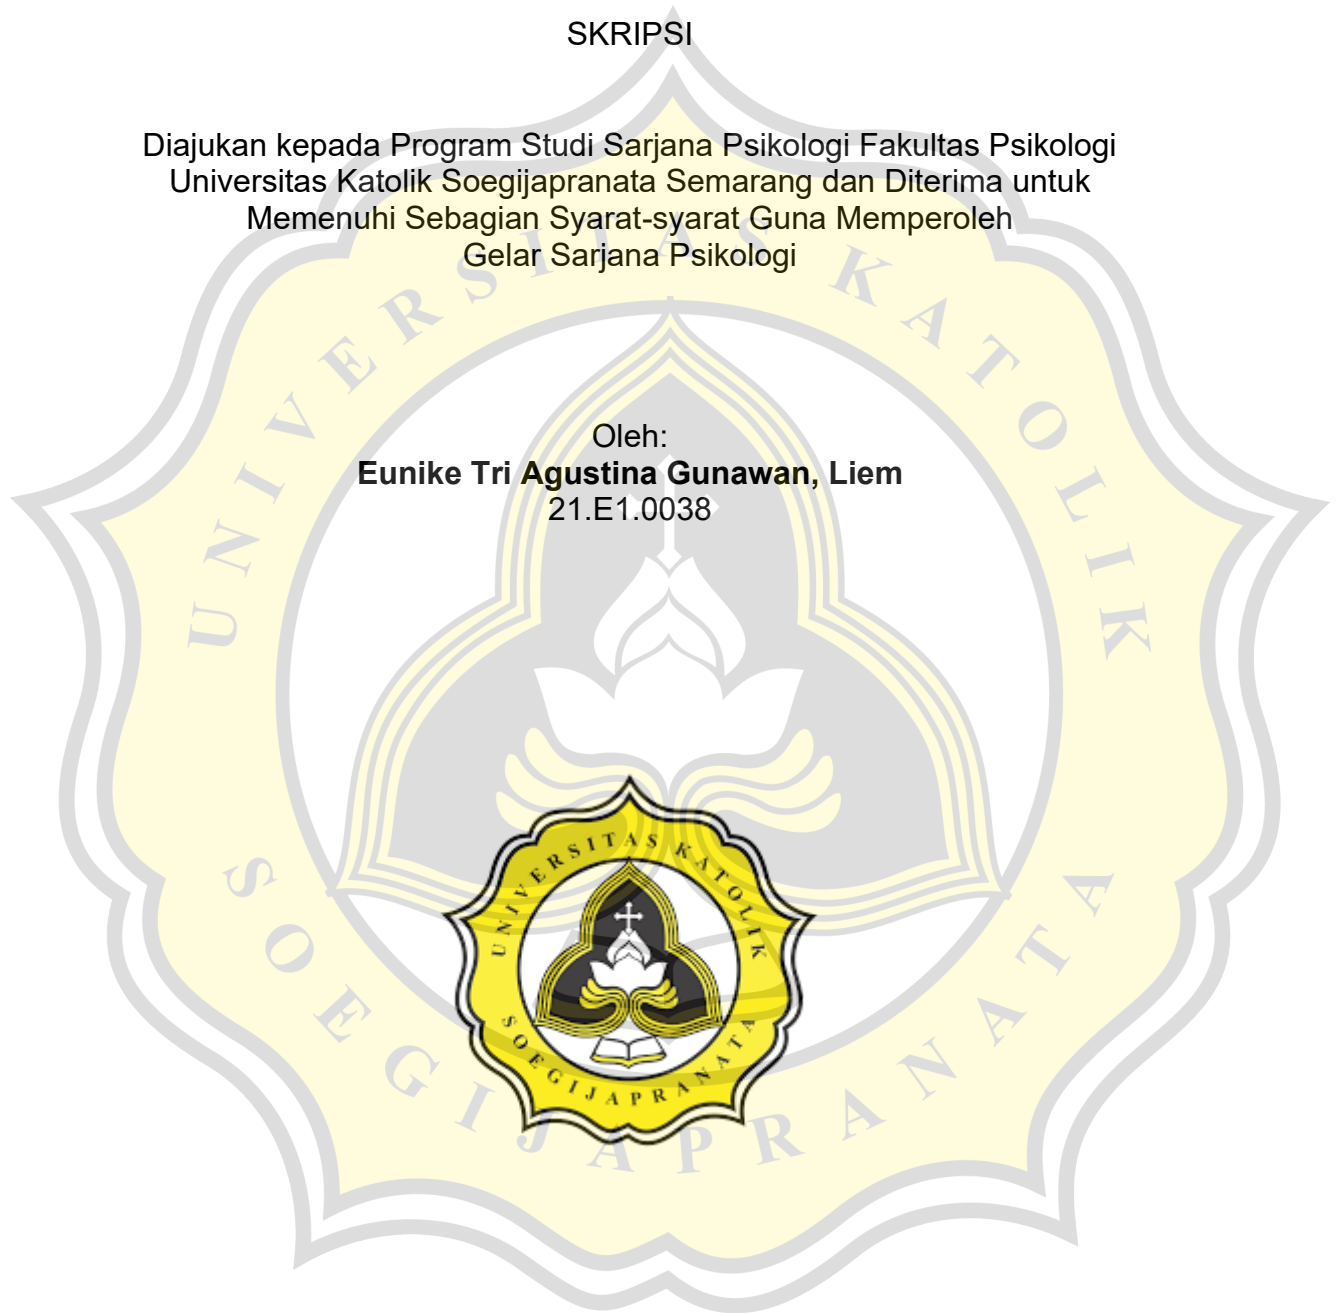 SKRIPSI
Diajukan kepada Program Studi Sarjana Psikologi Fakultas Psikologi
Universitas Katolik Soegijapranata Semarang dan Diterima untuk
Memenuhi Sebagian Syarat-syarat Guna Memperoleh
Gelar Sarjana Psikologi
Oleh:
Eunike Tri Agustina Gunawan, Liem
21.E1.0038
UNIVERSITAS KATOLIK
SOEGIJAPRANATA
UNIVERSITAS KATOLIK
SOEGIJAPRANATA